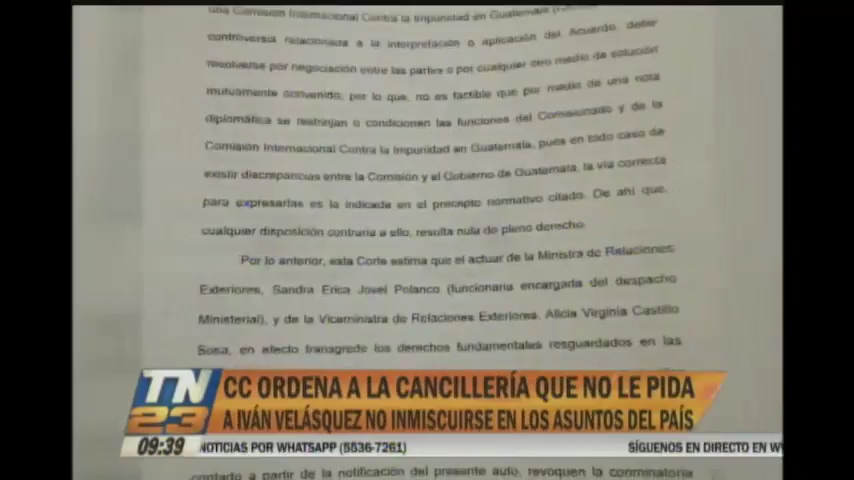 una Comisión Internacional Contra la Impunidad en Guatemala
controversia relacionada a la interpretación o aplicación del Acuerdo, deber
resolverse por negociación entre las partes o por cualquier otro medio de solución
mutuamente convenido; por lo que, no es factible que por medio de una nota
diplomática se restrinjan o condicionen las funciones del Comisionado y de la
Comisión Internacional Contra la Impunidad en Guatemala, pues en todo caso de
existir discrepancias entre la Comisión y el Gobierno de Guatemala, la vía correcta
para expresarlas es la indicada en el precepto normativo citado. De ahí que,
cualquier disposición contraria a ello, resulta nula de pleno derecho.
Por lo anterior, esta Corte estima que el actuar de la Ministra de Relaciones
Exteriores, Sandra Erica Jovel Polanco (funcionaria encargada del despacho
Ministerial), y de la Viceministra de Relaciones Exteriores, Alicia Virginia Castillo
Sosa, en efecto transgrede los derechos fundamentales resguardados en las
TN
23
CC ORDENA A LA CANCILLERÍA QUE NO LE PIDA
A IVÁN VELÁSQUEZ NO INMISCUIRSE EN LOS ASUNTOS DEL PAÍS
09:39
NOTICIAS POR WHATSAPP (5536-7261)
SÍGUENOS EN DIRECTO EN W
contado a partir de la notificación del presente auto, revoquen la conminatoria